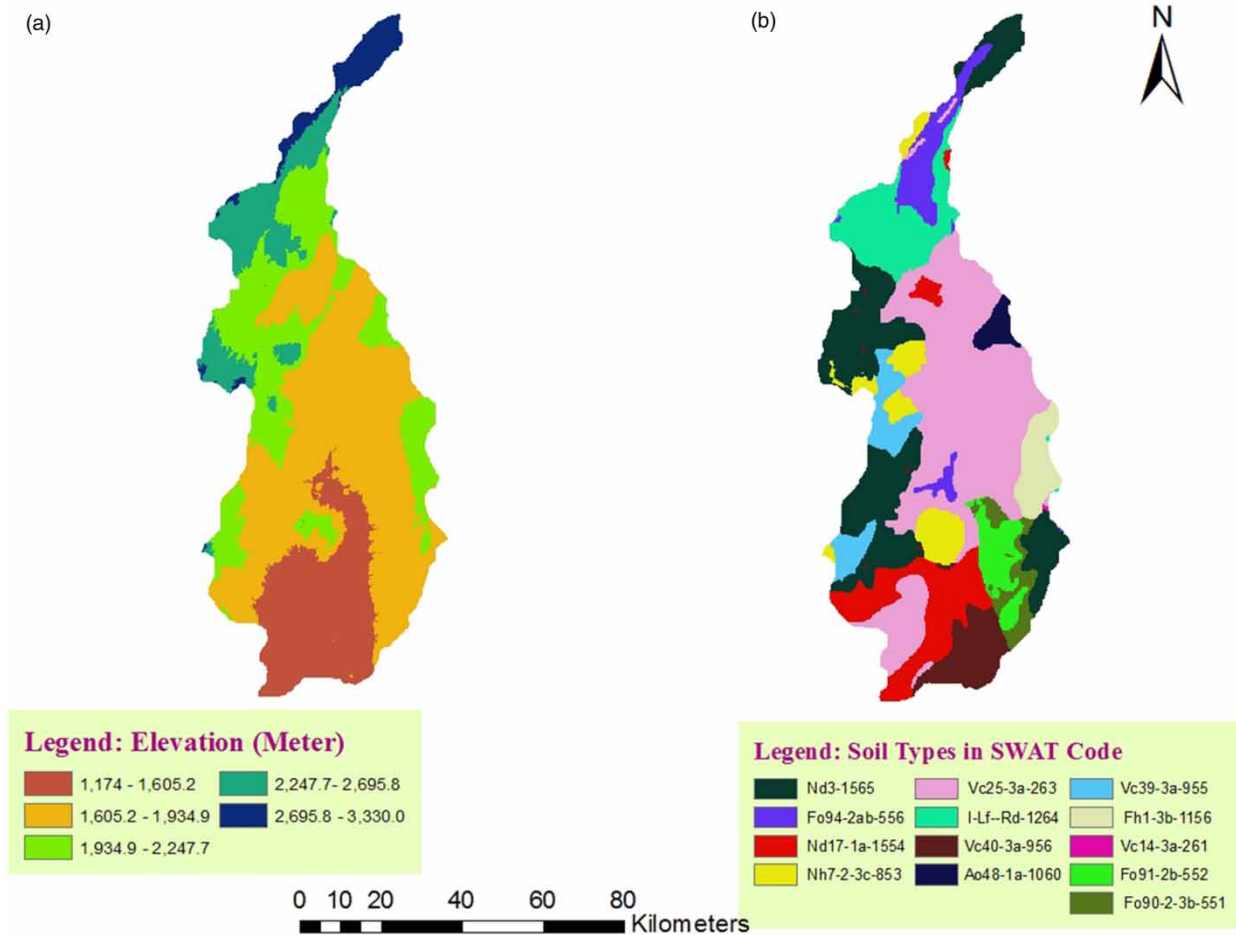 (a)
(b)
N
Legend: Elevation (Meter)
1,174 - 1,605.2
2,247.7- 2,695.8
1,605.2 - 1,934.9
2,695.8 - 3,330.0
1,934.9 - 2,247.7
Legend: Soil Types in SWAT Code
Nd3-1565
Vc25-3a-263
Vc39-3a-955
Fo94-2ab-556
I-Lf--Rd-1264
Fh1-3b-1156
Nd17-1a-1554
Vc40-3a-956
Vc14-3a-261
Nh7-2-3c-853
Ao48-1a-1060
Fo91-2b-552
Fo90-2-3b-551
0 10 20 40 60 80
Kilometers